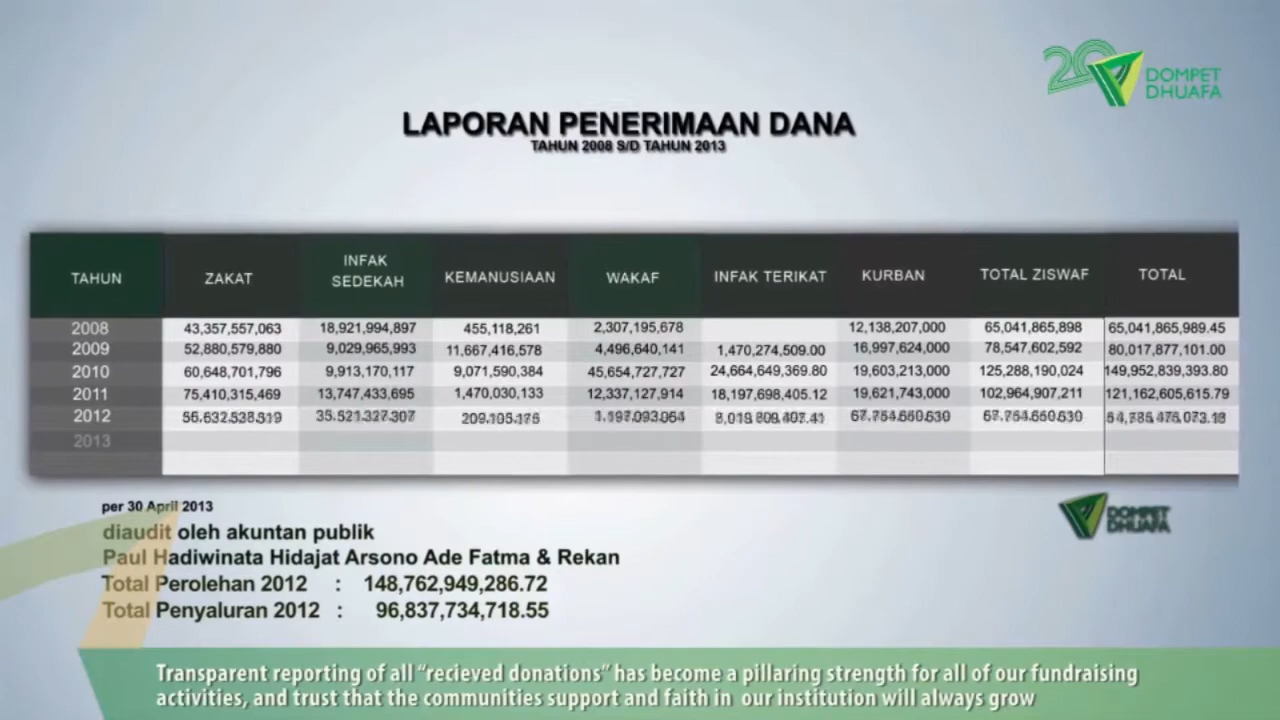 20 DOMPET
DHUAFA
LAPORAN PENERIMAAN DANA
TAHUN 2008 S/D TAHUN 2013
TAHUN ZAKAT INFAK SEDEKAH KEMANUSIAAN WAKAF INFAK TERIKAT KURBAN TOTAL ZISWAF TOTAL
2008 43,357,557,063 18,921,994,897 455,118,261 2,307,195,678 12,138,207,000 65,041,865,898 65,041,865,989.45
2009 52,880,579,880 9,029,965,993 11,667,416,578 4,496,640,141 1,470,274,509.00 16,997,624,000 78,547,602,592 80,017,877,101.00
2010 60,648,701,796 9,913,170,117 9,071,590,384 45,654,727,727 24,664,649,369.80 19,603,213,000 125,288,190,024 149,952,839,393.80
2011 75,410,315,469 13,747,433,695 1,470,030,133 12,337,127,914 18,197,698,405.12 19,621,743,000 102,964,907,211 121,162,605,615.79
2012
2013
per 30 April 2013
diaudit oleh akuntan publik
Paul Hadiwinata Hidajat Arsono Ade Fatma & Rekan
Total Perolehan 2012 : 148,762,949,286.72
Total Penyaluran 2012 : 96,837,734,718.55
DOMPET
DHUAFA
Transparent reporting of all “recieved donations” has become a pillaring strength for all of our fundraising
activities, and trust that the communities support and faith in our institution will always grow